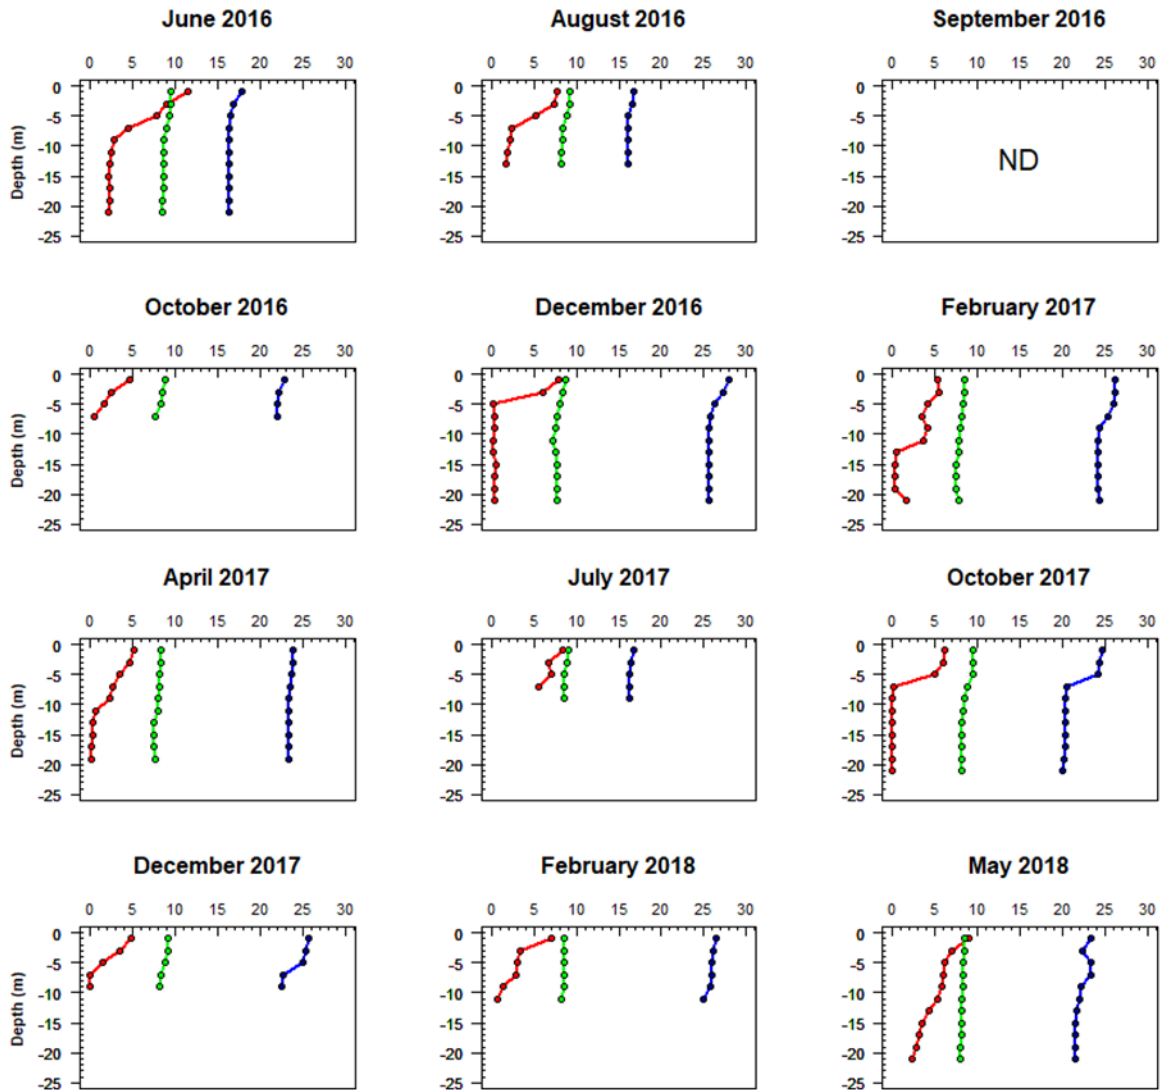 June 2016 August 2016 September 2016
0 5 10 15 20 25 30 0 5 10 15 20 25 30 0 5 10 15 20 25 30
Depth (m)
0 0 0
-5 -5 -5
-10 -10 -10
ND
-15 -15 -15
-20 -20 -20
-25 -25 -25
October 2016 December 2016 February 2017
0 5 10 15 20 25 30 0 5 10 15 20 25 30 0 5 10 15 20 25 30
Depth (m)
0 0 0
-5 -5 -5
-10 -10 -10
-15 -15 -15
-20 -20 -20
-25 -25 -25
April 2017 July 2017 October 2017
0 5 10 15 20 25 30 0 5 10 15 20 25 30 0 5 10 15 20 25 30
Depth (m)
0 0 0
-5 -5 -5
-10 -10 -10
-15 -15 -15
-20 -20 -20
-25 -25 -25
December 2017 February 2018 May 2018
0 5 10 15 20 25 30 0 5 10 15 20 25 30 0 5 10 15 20 25 30
Depth (m)
0 0 0
-5 -5 -5
-10 -10 -10
-15 -15 -15
-20 -20 -20
-25 -25 -25